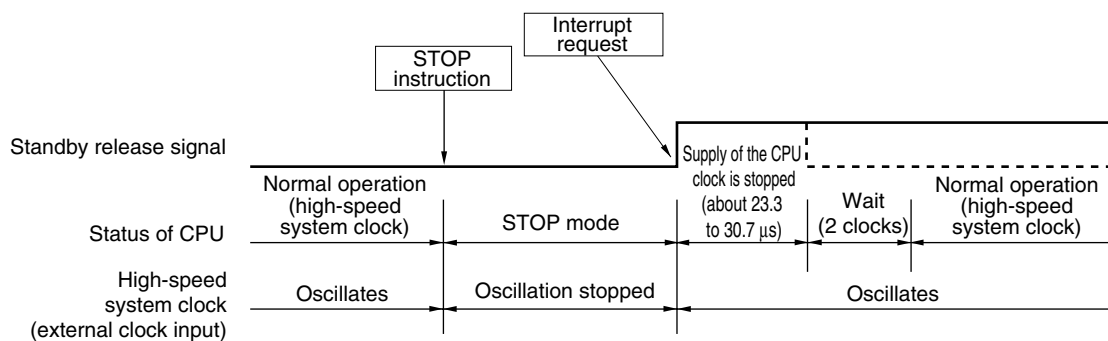 Interrupt
request
STOP
instruction
Standby release signal
Supply of the CPU
clock is stopped
(about 23.3
to 30.7 μs)
Normal operation
(high-speed
system clock)
Status of CPU
STOP mode
Wait
(2 clocks)
Normal operation
(high-speed
system clock)
High-speed
system clock
(external clock input)
Oscillates
Oscillation stopped
Oscillates